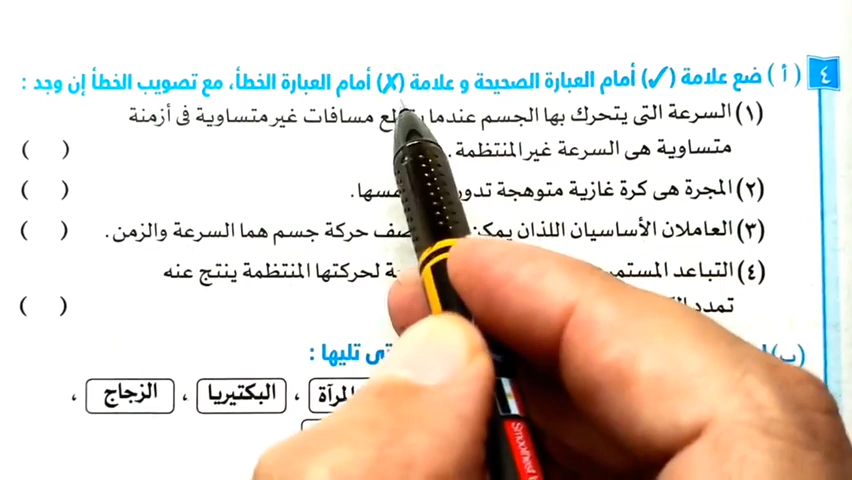 ٤ (أ) ضع علامة (✓) أمام العبارة الصحيحة و علامة (✗) أمام العبارة الخطأ، مع تصويب الخطأ إن وجد :
(١) السرعة التى يتحرك بها الجسم عندما مسافات غير متساوية فى أزمنة
متساوية هى السرعة غير المنتظمة. ( )
(٢) المجرة هى كرة غازية متوهجة تدور ( )
(٣) العاملان الأساسيان اللذان حركة جسم هما السرعة والزمن. ( )
(٤) التباعد لحركتها المنتظمة ينتج عنه
تمدد ( )
(ب) تليها :
المرآة ، البكتيريا ، الزجاج ،
Smoothest